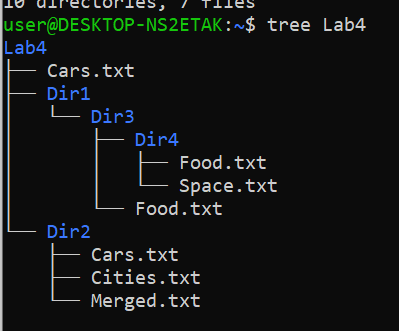 10 directories, 7 files
user@DESKTOP-NS2ETAK:~$ tree Lab4
Lab4
├── Cars.txt
├── Dir1
│   └── Dir3
│       ├── Dir4
│       │   ├── Food.txt
│       │   └── Space.txt
│       └── Food.txt
└── Dir2
    ├── Cars.txt
    ├── Cities.txt
    └── Merged.txt